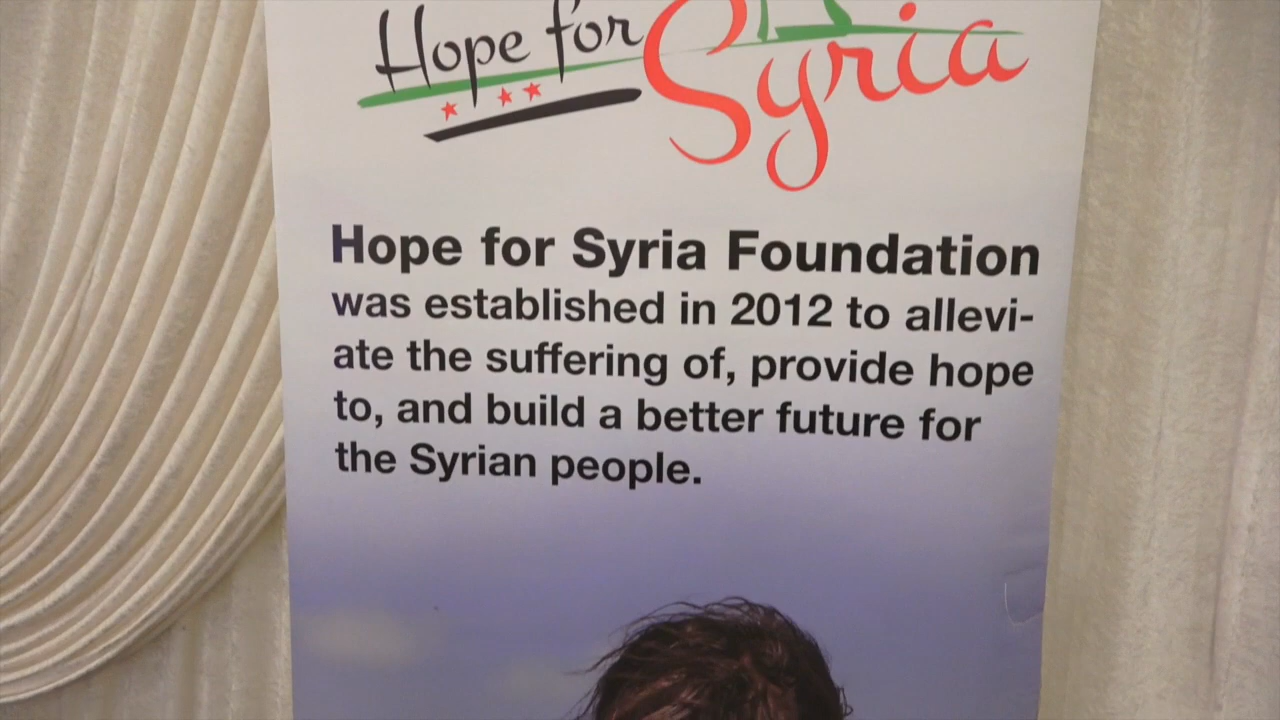 Hope for Syria
Hope for Syria Foundation
was established in 2012 to allevi-
ate the suffering of, provide hope
to, and build a better future for
the Syrian people.